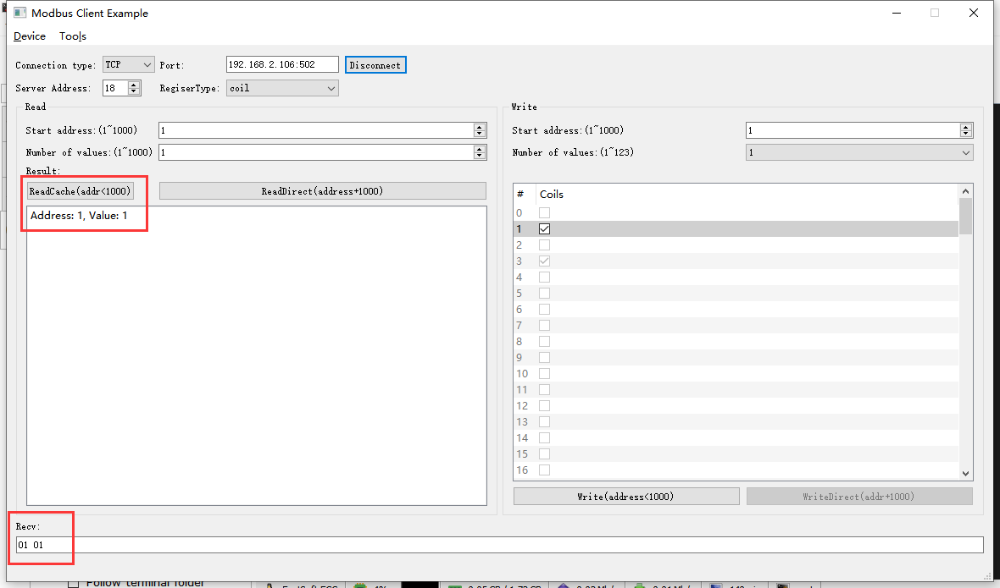 Modbus Client Example
Device Tools
Connection type: TCP Port: 192.168.2.106:502 Disconnect
Server Address: 18 RegiserType: coil
Read
Start address:(1~1000) 1
Number of values:(1~1000) 1
Result:
ReadCache(addr<1000) ReadDirect(address+1000)
Address: 1, Value: 1
Write
Start address:(1~1000) 1
Number of values:(1~123) 1
# Coils
0
1
2
3
4
5
6
7
8
9
10
11
12
13
14
15
16
Write(address<1000) WriteDirect(addr+1000)
Recv:
01 01
Follow terminal folder